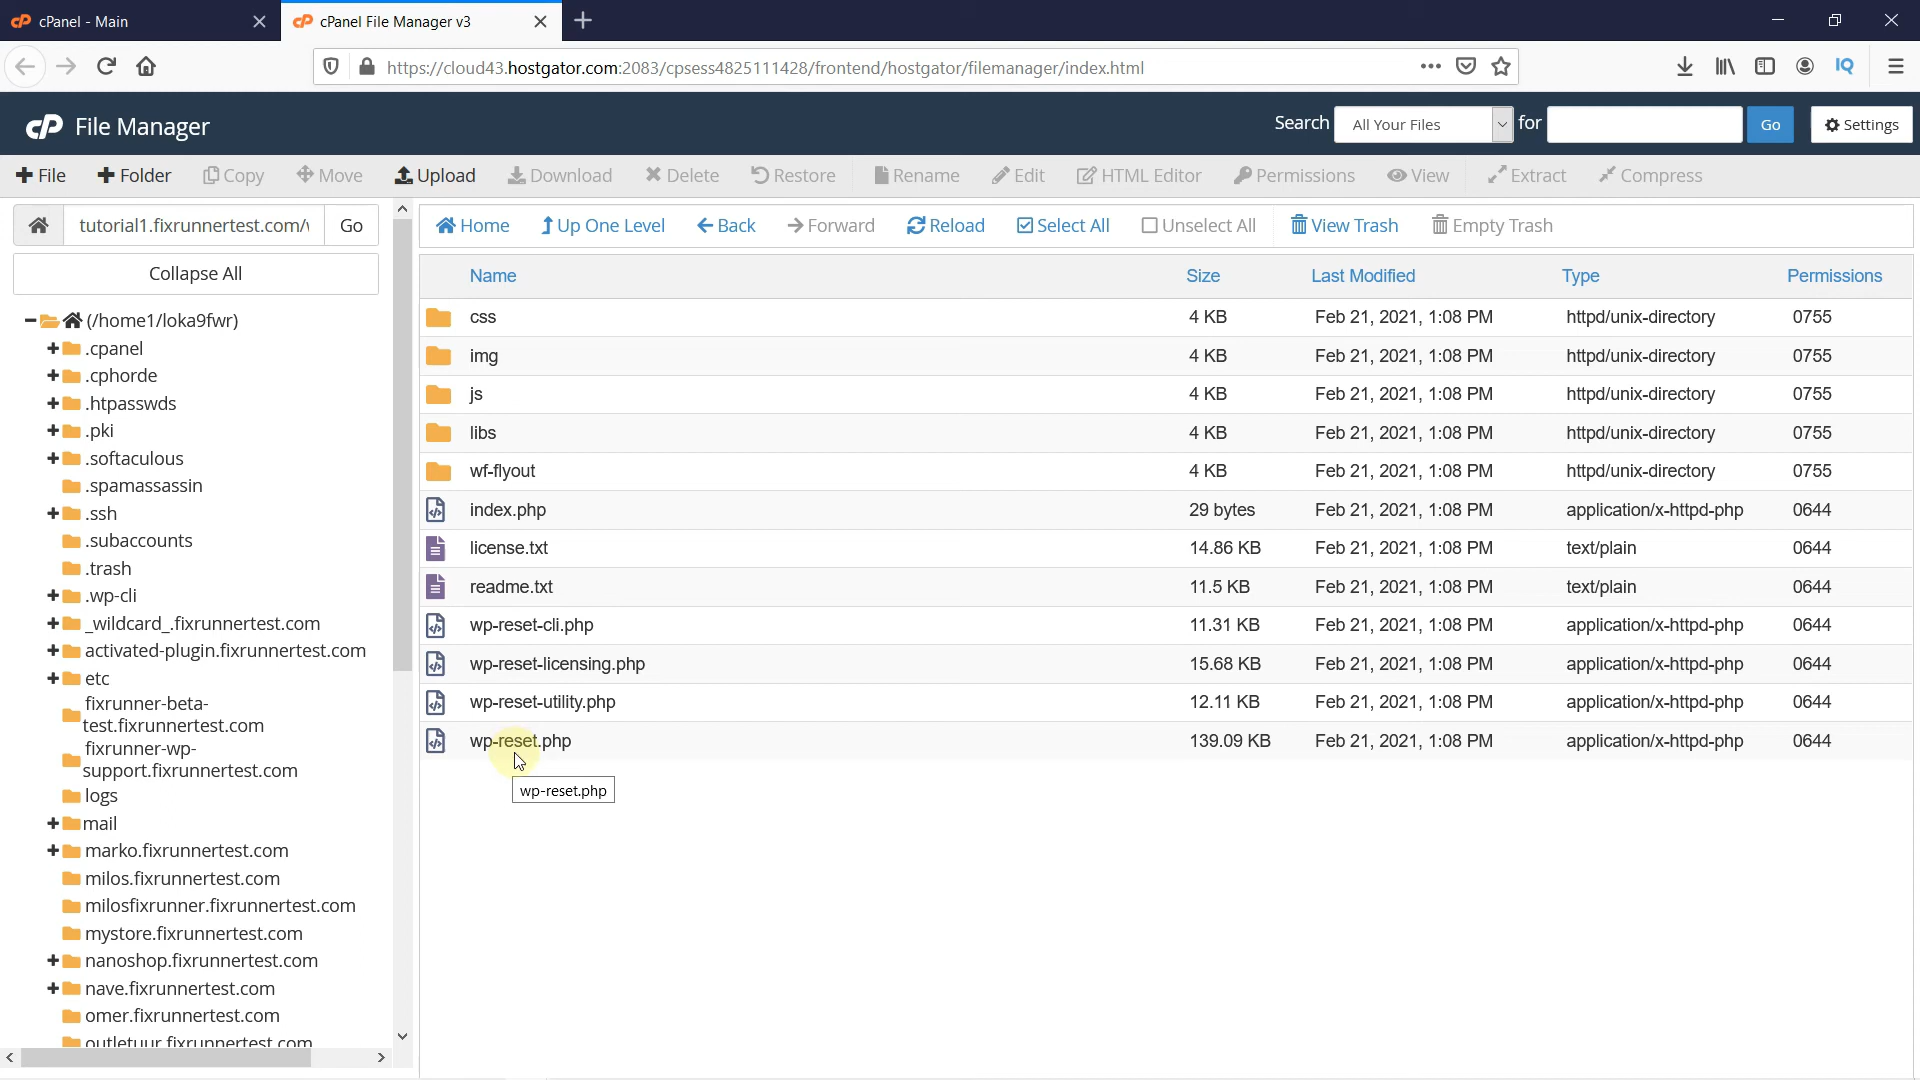 cPanel - Main
cPanel File Manager v3
https://cloud43.hostgator.com:2083/cpsess4825111428/frontend/hostgator/filemanager/index.html
IQ
cP File Manager
Search All Your Files for Go Settings
File Folder Copy Move Upload Download Delete Restore Rename Edit HTML Editor Permissions View Extract Compress
tutorial1.fixrunnertest.com/ Go
Home Up One Level Back Forward Reload Select All Unselect All View Trash Empty Trash
Collapse All
(/home1/loka9fwr)
.cpanel
.cphorde
.htpasswds
.pki
.softaculous
.spamassassin
.ssh
.subaccounts
.trash
.wp-cli
_wildcard_.fixrunnertest.com
activated-plugin.fixrunnertest.com
etc
fixrunner-beta-
test.fixrunnertest.com
fixrunner-wp-
support.fixrunnertest.com
logs
mail
marko.fixrunnertest.com
milos.fixrunnertest.com
milosfixrunner.fixrunnertest.com
mystore.fixrunnertest.com
nanoshop.fixrunnertest.com
nave.fixrunnertest.com
omer.fixrunnertest.com
outletuur.fixrunnertest.com
Name Size Last Modified Type Permissions
css 4 KB Feb 21, 2021, 1:08 PM httpd/unix-directory 0755
img 4 KB Feb 21, 2021, 1:08 PM httpd/unix-directory 0755
js 4 KB Feb 21, 2021, 1:08 PM httpd/unix-directory 0755
libs 4 KB Feb 21, 2021, 1:08 PM httpd/unix-directory 0755
wf-flyout 4 KB Feb 21, 2021, 1:08 PM httpd/unix-directory 0755
index.php 29 bytes Feb 21, 2021, 1:08 PM application/x-httpd-php 0644
license.txt 14.86 KB Feb 21, 2021, 1:08 PM text/plain 0644
readme.txt 11.5 KB Feb 21, 2021, 1:08 PM text/plain 0644
wp-reset-cli.php 11.31 KB Feb 21, 2021, 1:08 PM application/x-httpd-php 0644
wp-reset-licensing.php 15.68 KB Feb 21, 2021, 1:08 PM application/x-httpd-php 0644
wp-reset-utility.php 12.11 KB Feb 21, 2021, 1:08 PM application/x-httpd-php 0644
wp-reset.php 139.09 KB Feb 21, 2021, 1:08 PM application/x-httpd-php 0644
wp-reset.php